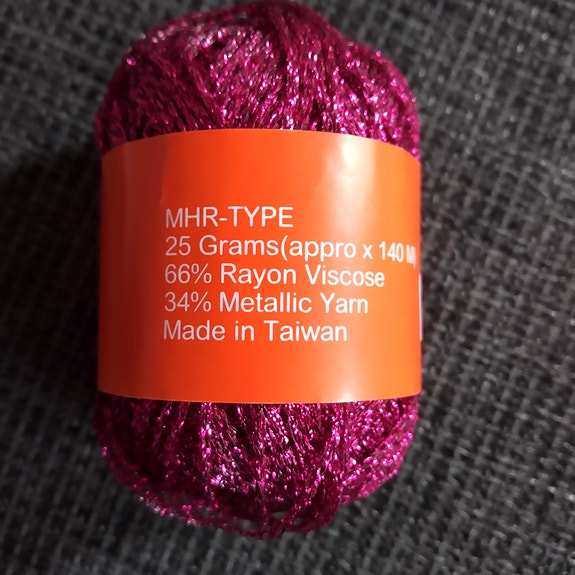 MHR-TYPE
25 Grams(appro x 140 M)
66% Rayon Viscose
34% Metallic Yarn
Made in Taiwan